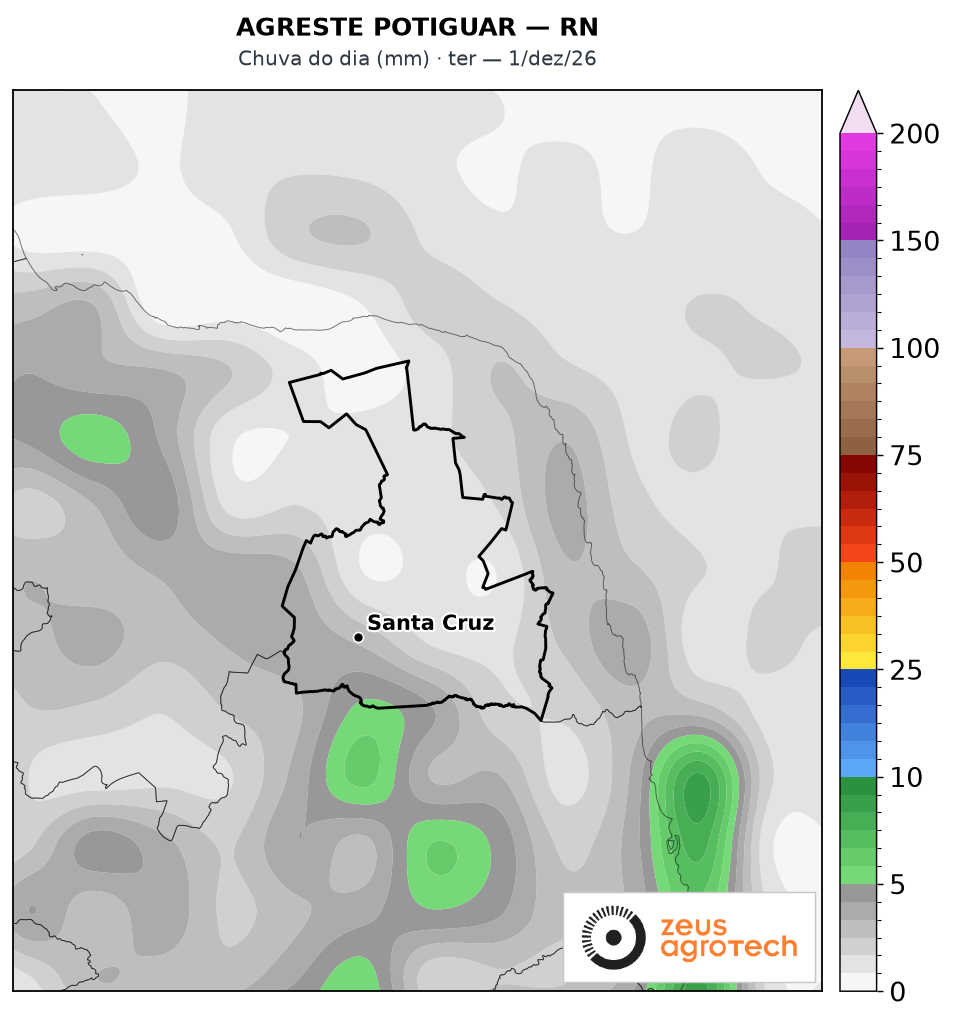 AGRESTE POTIGUAR — RN
Chuva do dia (mm) · ter — 1/dez/26
200
150
100
75
50
25
10
5
0
Santa Cruz
zeus
agrotech